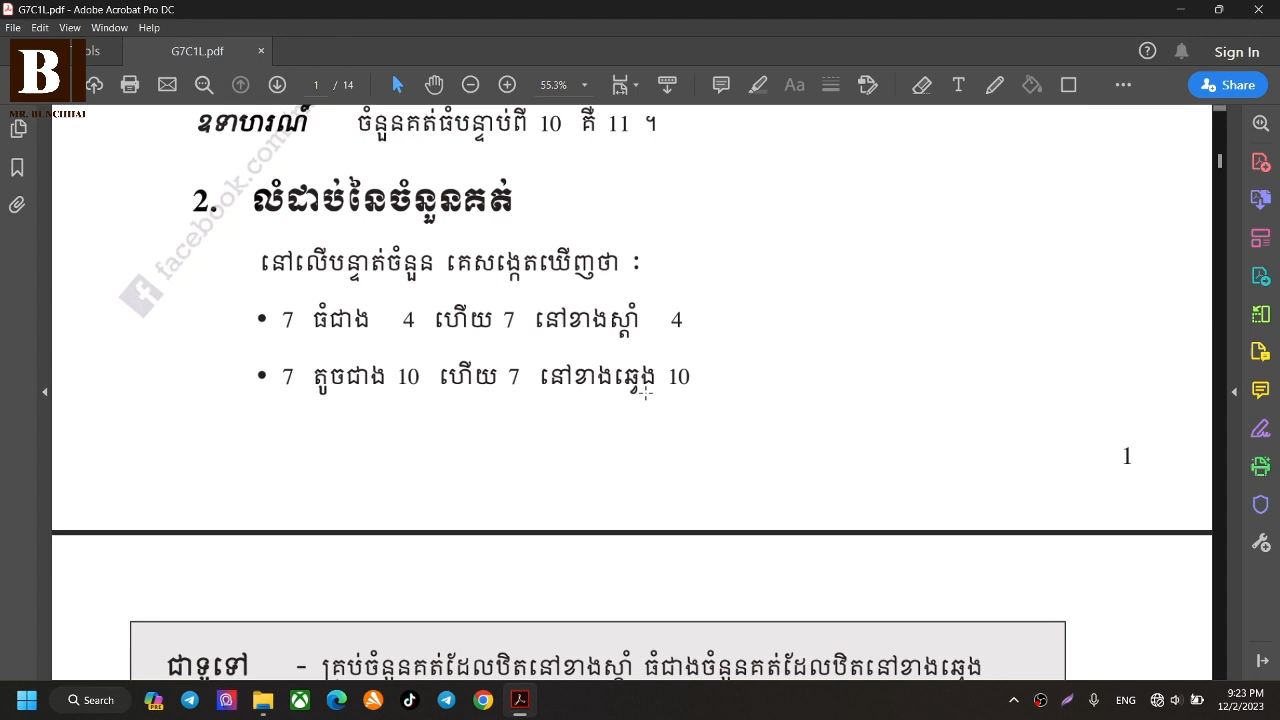 G7C1L.pdf - Adobe Acrobat Pro DC
File Edit View Window Help
B
ols
G7C1L.pdf
Sign In
1 / 14
55.3%
Share
MR. BENCHHAI
facebook.com
ឧទាហរណ៍ ចំនួនគត់ធំបន្ទាប់ពី 10 គឺ 11 ។
2. លំដាប់នៃចំនួនគត់
នៅលើបន្ទាត់ចំនួន គេសង្កេតឃើញថា ៖
• 7 ធំជាង 4 ហើយ 7 នៅខាងស្ដាំ 4
• 7 តូចជាង 10 ហើយ 7 នៅខាងឆ្វេង 10
1
ជាទូទៅ - គ្រប់ចំនួនគត់ដែលឋិតនៅខាងស្ដាំ ធំជាងចំនួនគត់ដែលឋិតនៅខាងឆ្វេង
Search
ENG
9:23 PM
12/2/2023